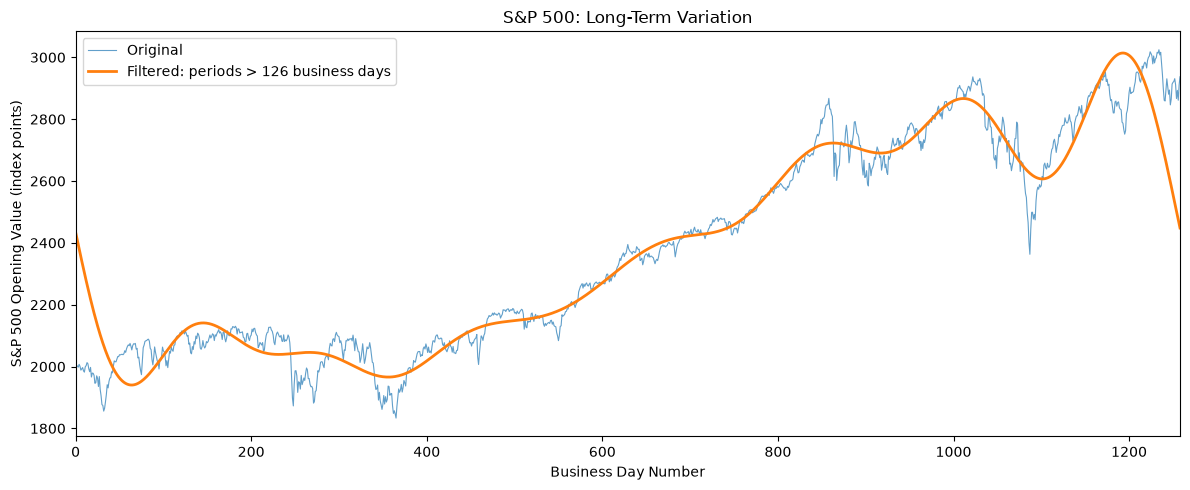 S&P 500: Long-Term Variation
Original
Filtered: periods > 126 business days
S&P 500 Opening Value (index points)
3000
2800
2600
2400
2200
2000
1800
0 200 400 600 800 1000 1200
Business Day Number